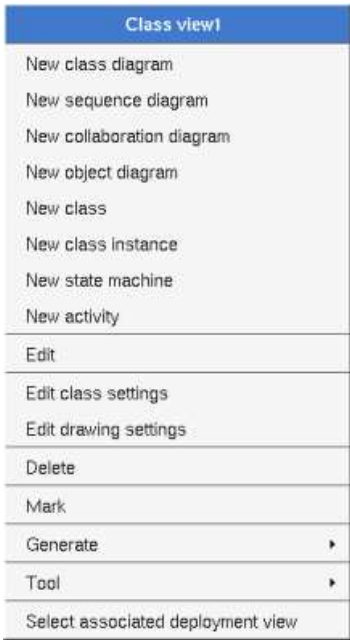 Class view1
New class diagram
New sequence diagram
New collaboration diagram
New object diagram
New class
New class instance
New state machine
New activity
Edit
Edit class settings
Edit drawing settings
Delete
Mark
Generate
Tool
Select associated deployment view